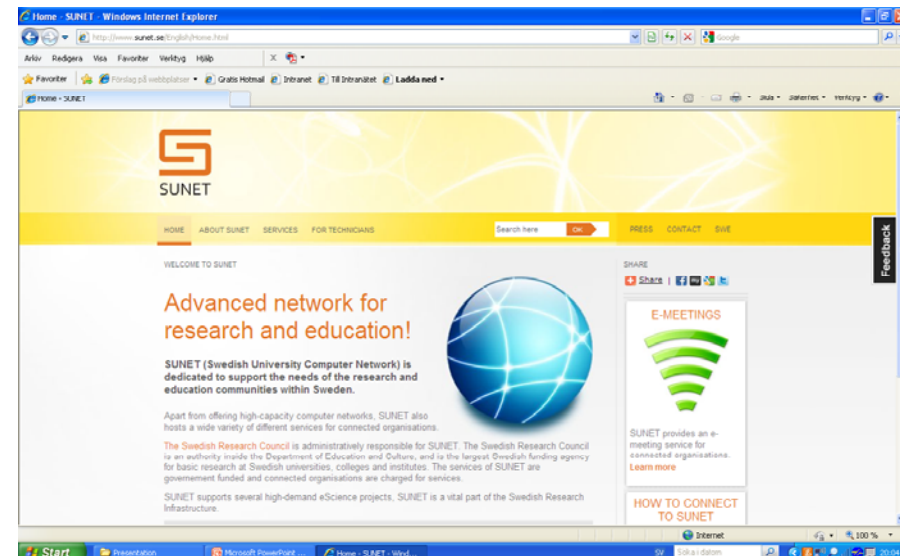 Home - SUNET - Windows Internet Explorer
http://www.sunet.se/English/Home.html
Google
Arkiv Redigera Visa Favoriter Verktyg Hjälp
X
Favoriter Förslag på webbplatser Gratis Hotmail Intranet Till Intranätet Ladda ned
Home - SUNET
Sida Säkerhet Verktyg
SUNET
HOME ABOUT SUNET SERVICES FOR TECHNICIANS Search here OK PRESS CONTACT SWE
Feedback
WELCOME TO SUNET
Advanced network for
research and education!
SUNET (Swedish University Computer Network) is
dedicated to support the needs of the research and
education communities within Sweden.
Apart from offering high-capacity computer networks, SUNET also
hosts a wide variety of different services for connected organisations.
The Swedish Research Council is administratively responsible for SUNET. The Swedish Research Council
is an authority inside the Department of Education and Culture, and is the largest Swedish funding agency
for basic research at Swedish universities, colleges and institutes. The services of SUNET are
governement funded and connected organisations are charged for services.
SUNET supports several high-demand eScience projects, SUNET is a vital part of the Swedish Research
Infrastructure.
SHARE
Share |
E-MEETINGS
SUNET provides an e-
meeting service for
connected organisations.
Learn more
HOW TO CONNECT
TO SUNET
Internet 100 %
Start Presentation Microsoft PowerPoint ... Home - SUNET - Wind... SV Söka i datorn 20:04